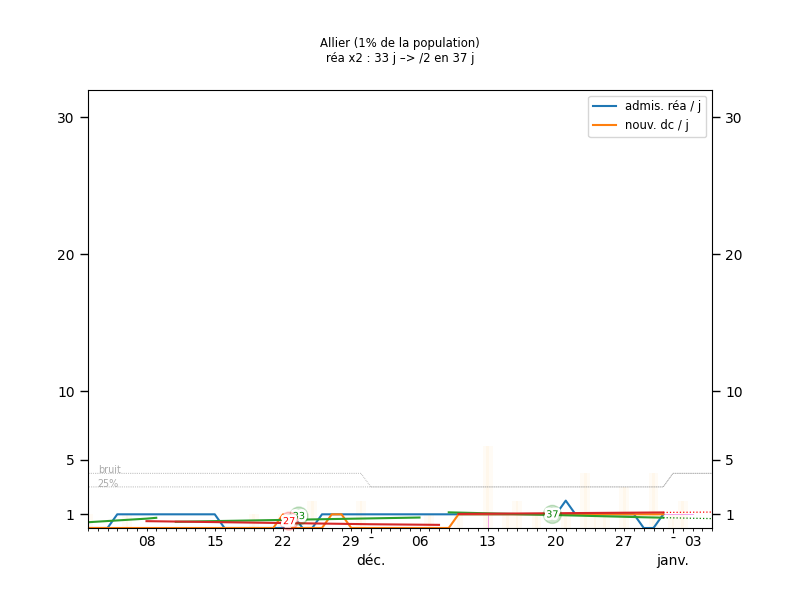 Allier (1% de la population)
réa x2 : 33 j –> /2 en 37 j
admis. réa / j
nouv. dc / j
30 30
20 20
10 10
5 5
1 1
bruit
25%
27 33 37
08 15 22 29 - 06 13 20 27 - 03
déc. janv.